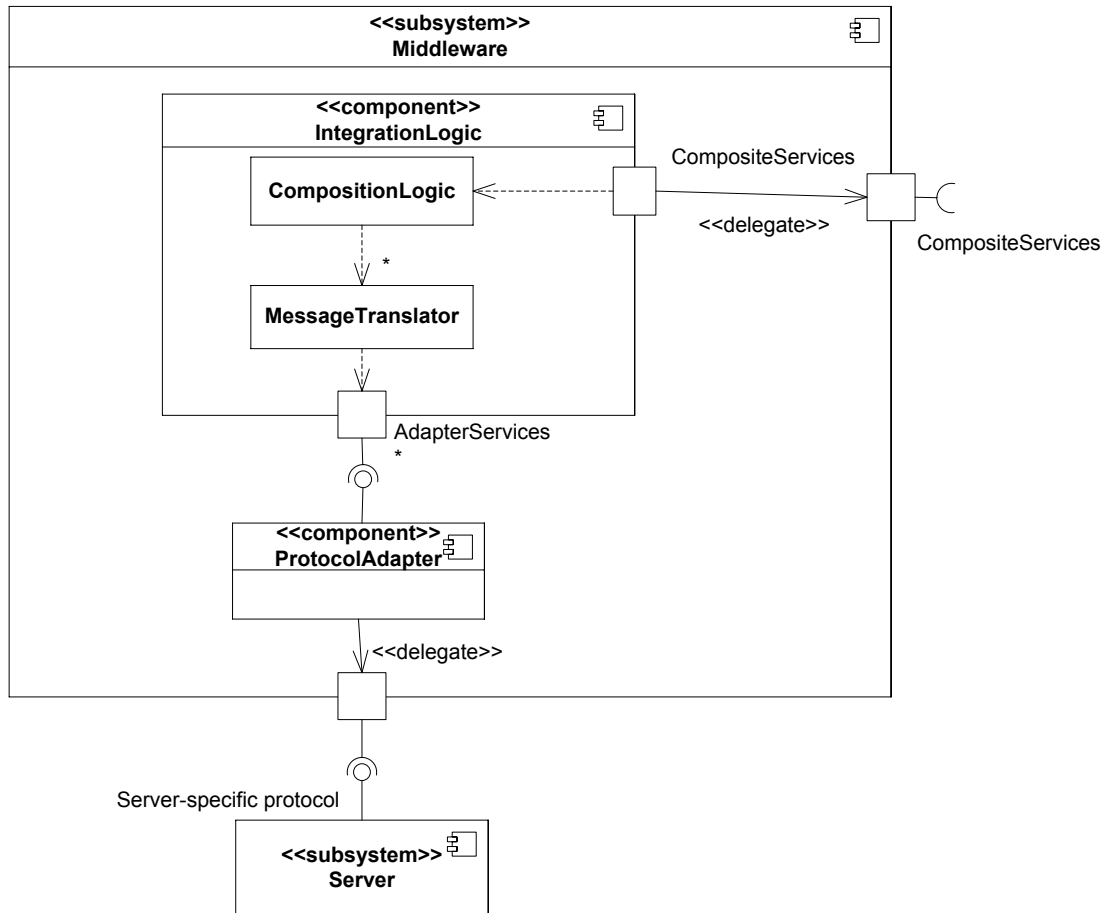 <<subsystem>>
Middleware
<<component>>
IntegrationLogic
CompositionLogic
CompositeServices
<<delegate>>
CompositeServices
*
MessageTranslator
AdapterServices
*
<<component>>
ProtocolAdapter
<<delegate>>
Server-specific protocol
<<subsystem>>
Server